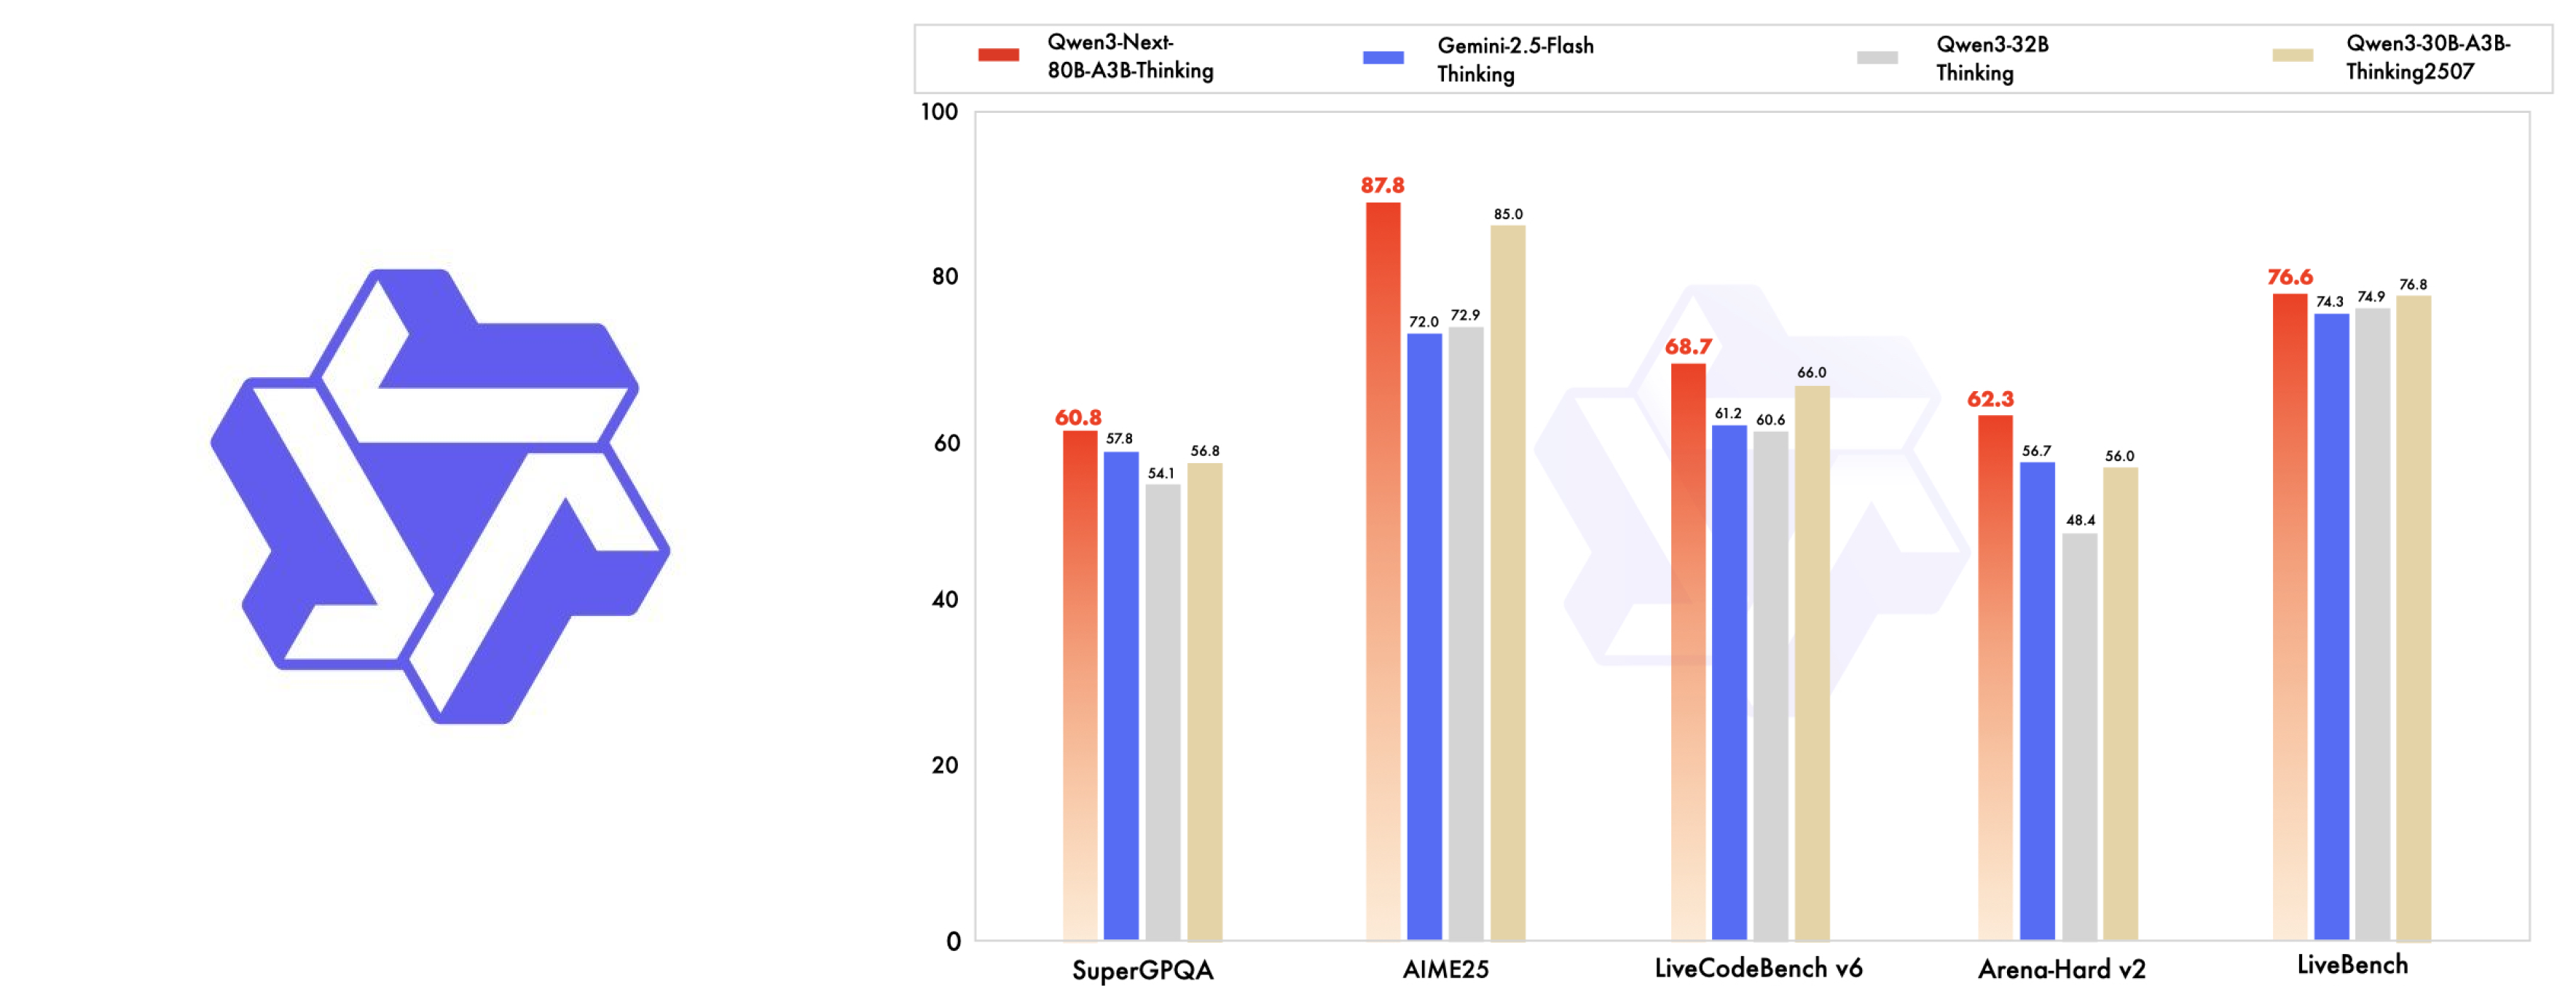 Qwen3-Next-
80B-A3B-Thinking
Gemini-2.5-Flash
Thinking
Qwen3-32B
Thinking
Qwen3-30B-A3B-
Thinking2507
100
80
60
40
20
0
60.8
57.8
54.1
56.8
87.8
72.0
72.9
85.0
68.7
61.2
60.6
66.0
62.3
56.7
48.4
56.0
76.6
74.3
74.9
76.8
SuperGPQA
AIME25
LiveCodeBench v6
Arena-Hard v2
LiveBench